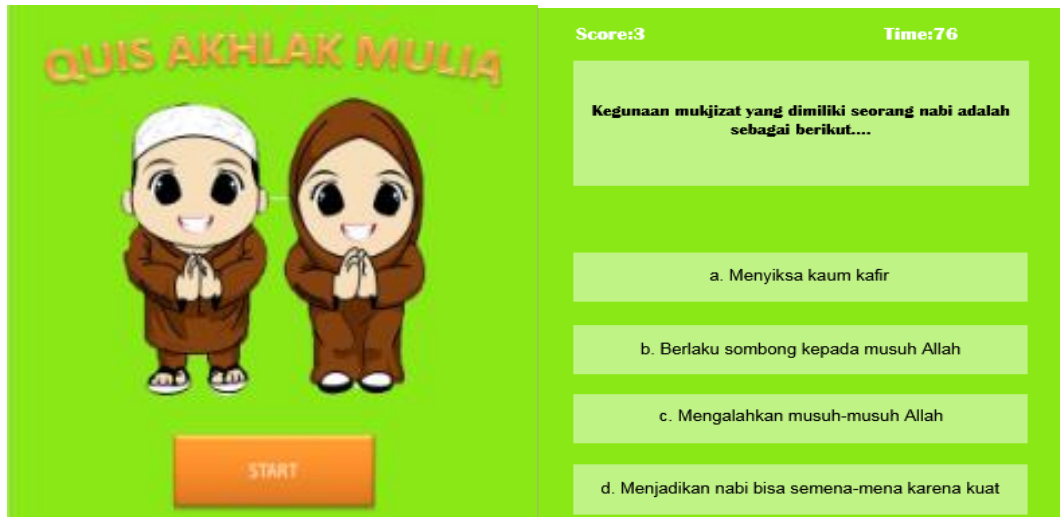 QUIS AKHLAK MULIA
START
Score:3
Time:76
Kegunaan mukjizat yang dimiliki seorang nabi adalah
sebagai berikut....
a. Menyiksa kaum kafir
b. Berlaku sombong kepada musuh Allah
c. Mengalahkan musuh-musuh Allah
d. Menjadikan nabi bisa semena-mena karena kuat